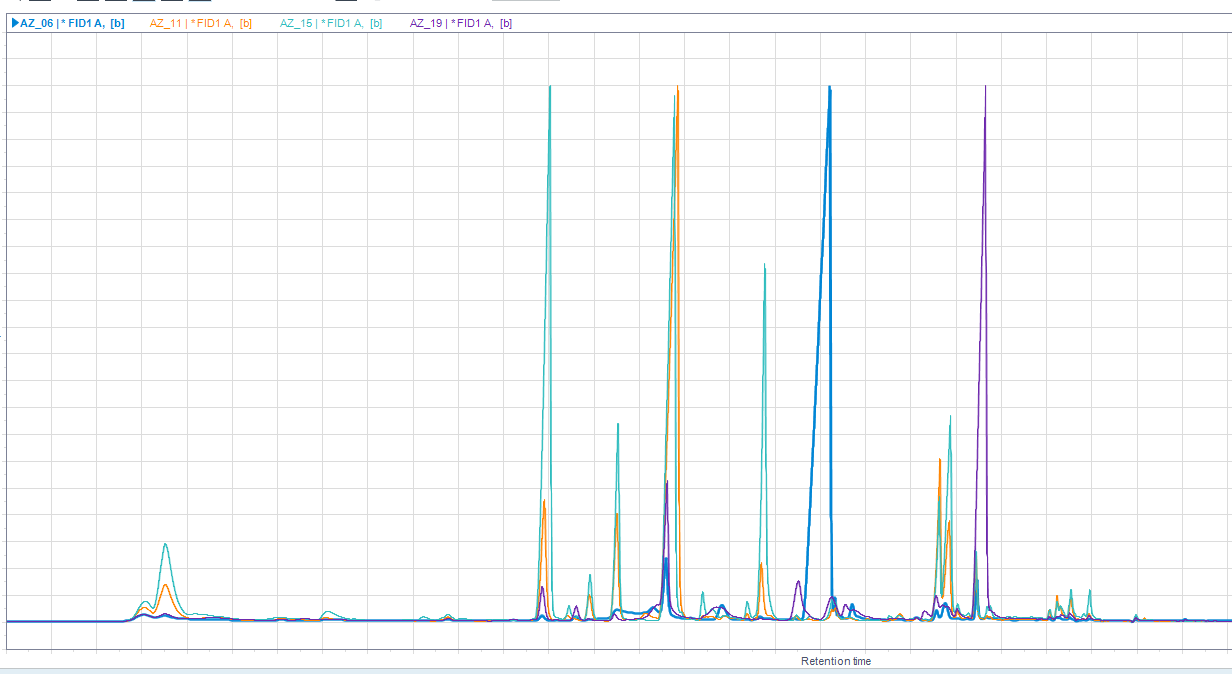 AZ_06 | * FID1 A, [b] AZ_11 | *FID1 A, [b] AZ_15 | *FID1 A, [b] AZ_19 | *FID1 A, [b]
Retention time